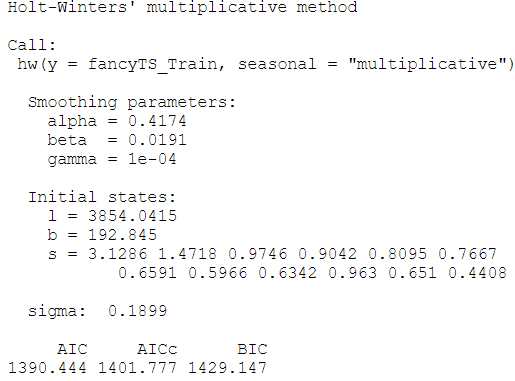 Holt-Winters' multiplicative method
Call:
hw(y = fancyTS_Train, seasonal = "multiplicative")
Smoothing parameters:
alpha = 0.4174
beta  = 0.0191
gamma = 1e-04
Initial states:
l = 3854.0415
b = 192.845
s = 3.1286 1.4718 0.9746 0.9042 0.8095 0.7667
0.6591 0.5966 0.6342 0.963 0.651 0.4408
sigma:  0.1899
AIC     AICc      BIC
1390.444 1401.777 1429.147